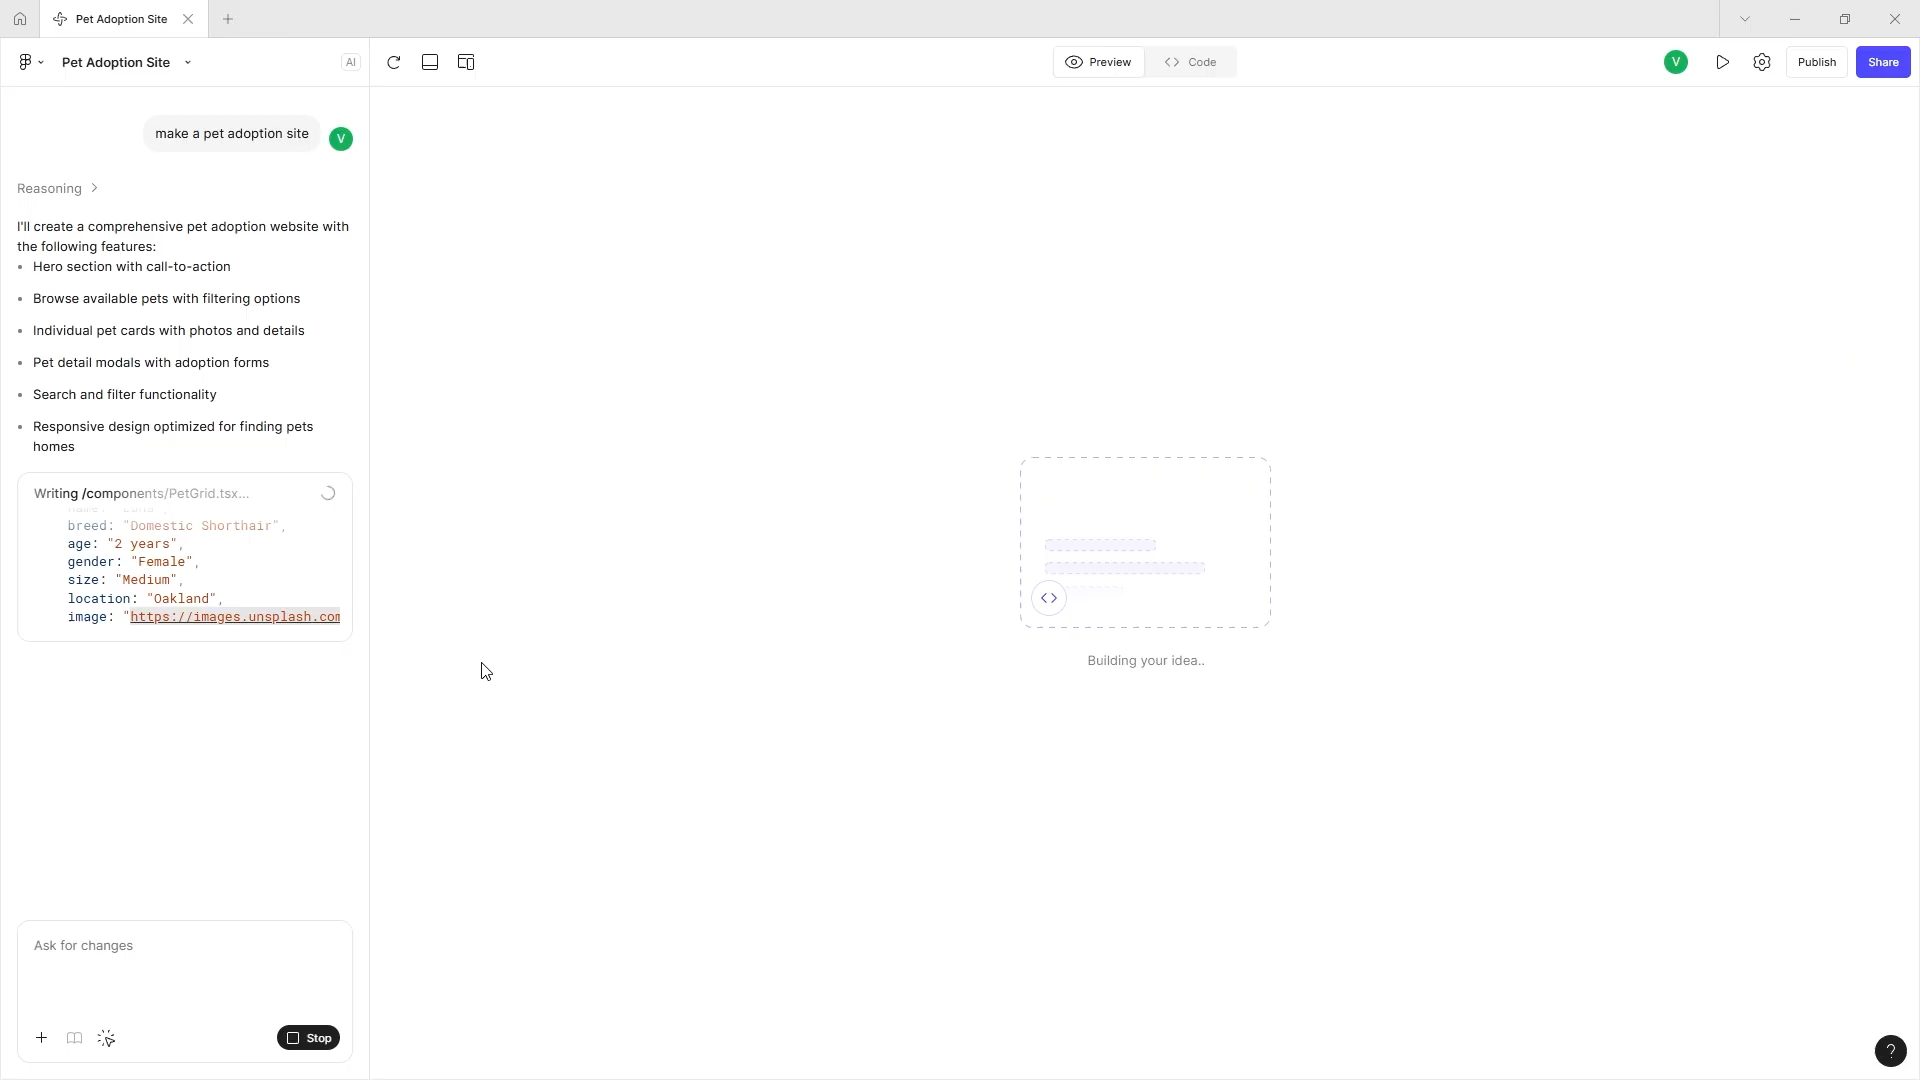 Pet Adoption Site
Pet Adoption Site
AI
Preview
Code
V
Publish
Share
make a pet adoption site
V
Reasoning
I'll create a comprehensive pet adoption website with
the following features:
• Hero section with call-to-action
• Browse available pets with filtering options
• Individual pet cards with photos and details
• Pet detail modals with adoption forms
• Search and filter functionality
• Responsive design optimized for finding pets
homes
Writing /components/PetGrid.tsx...
breed: "Domestic Shorthair",
age: "2 years",
gender: "Female",
size: "Medium",
location: "Oakland",
image: "https://images.unsplash.com
Building your idea..
Ask for changes
Stop
?